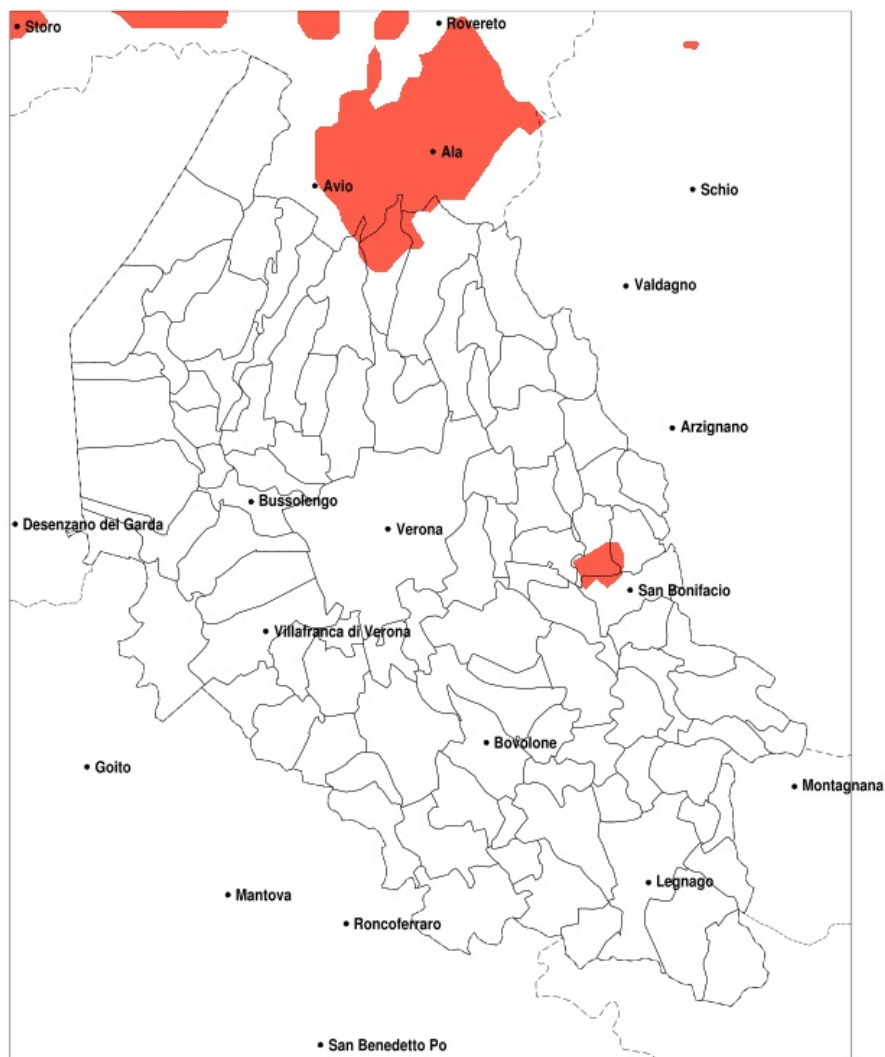 Storo
Rovereto
Ala
Avio
Schio
Valdagno
Arzignano
Bussolengo
Desenzano del Garda
Verona
San Bonifacio
Villafranca di Verona
Bovolone
Goito
Montagnana
Legnago
Mantova
Roncoferraro
San Benedetto Po